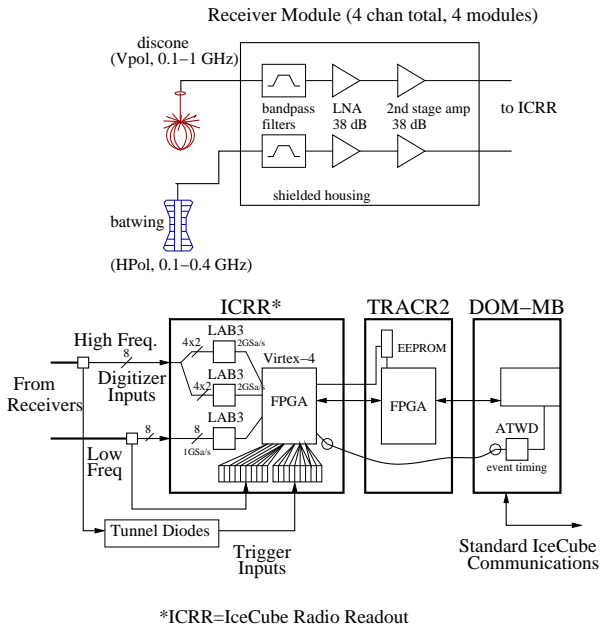 Receiver Module (4 chan total, 4 modules)
discone
(Vpol, 0.1–1 GHz)
bandpass
filters
LNA
38 dB
2nd stage amp
38 dB
to ICRR
shielded housing
batwing
(HPol, 0.1–0.4 GHz)
ICRR*
TRACR2
DOM–MB
High Freq.
8
Digitizer
Inputs
From
Receivers
Low
Freq
8
4x2
LAB3
2GSa/s
4x2
LAB3
2GSa/s
LAB3
8
1GSa/s
Virtex–4
FPGA
EEPROM
FPGA
ATWD
event timing
Tunnel Diodes
Trigger
Inputs
Standard IceCube
Communications
*ICRR=IceCube Radio Readout